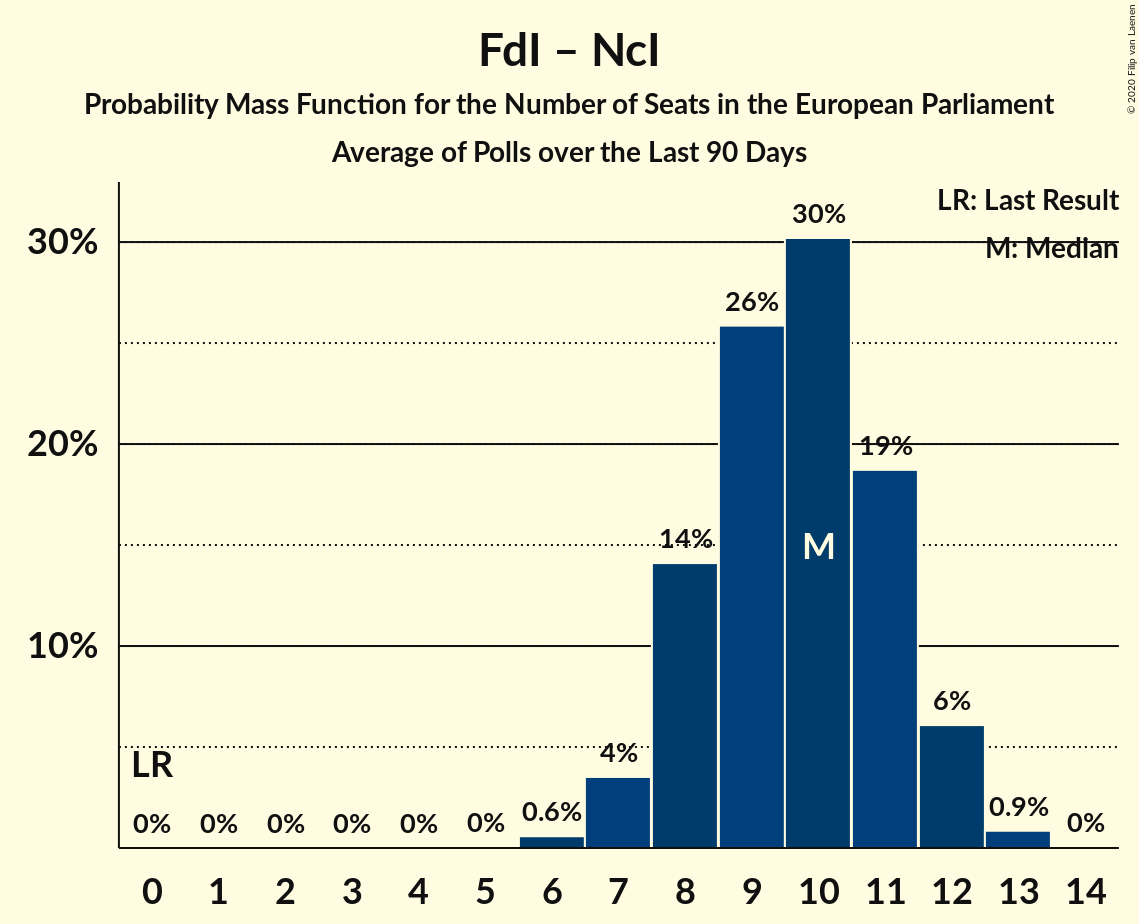 FdI – NcI
Probability Mass Function for the Number of Seats in the European Parliament
Average of Polls over the Last 90 Days
© 2020 Filip van Laenen
LR: Last Result
M: Median
30%
20%
10%
LR
0%
0%
0%
0%
0%
0%
0.6%
4%
14%
26%
30%
19%
6%
0.9%
0%
M
0 1 2 3 4 5 6 7 8 9 10 11 12 13 14